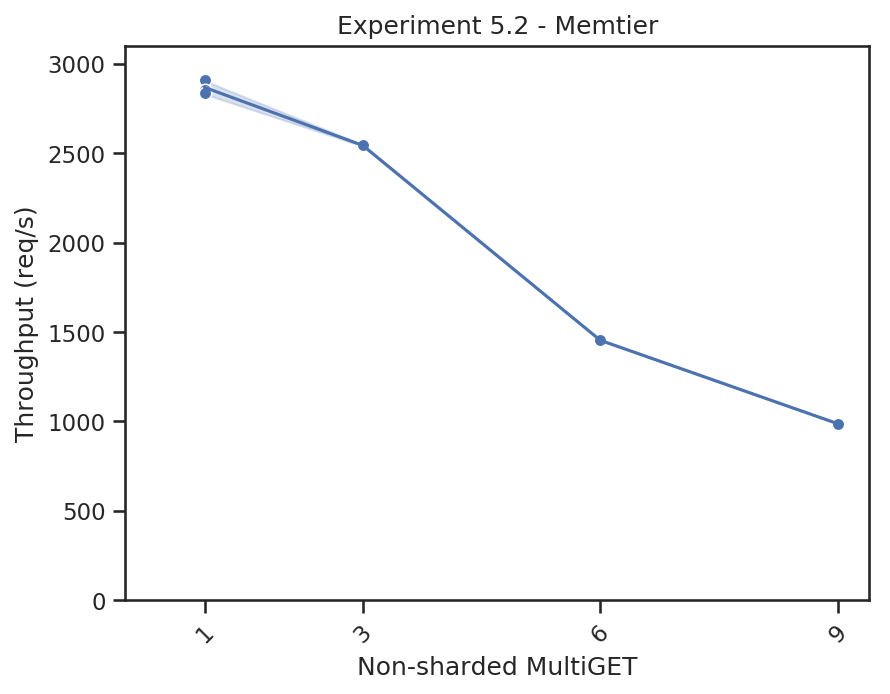 Experiment 5.2 - Memtier
3000
2500
2000
1500
1000
500
0
Throughput (req/s)
1 3 6 9
Non-sharded MultiGET